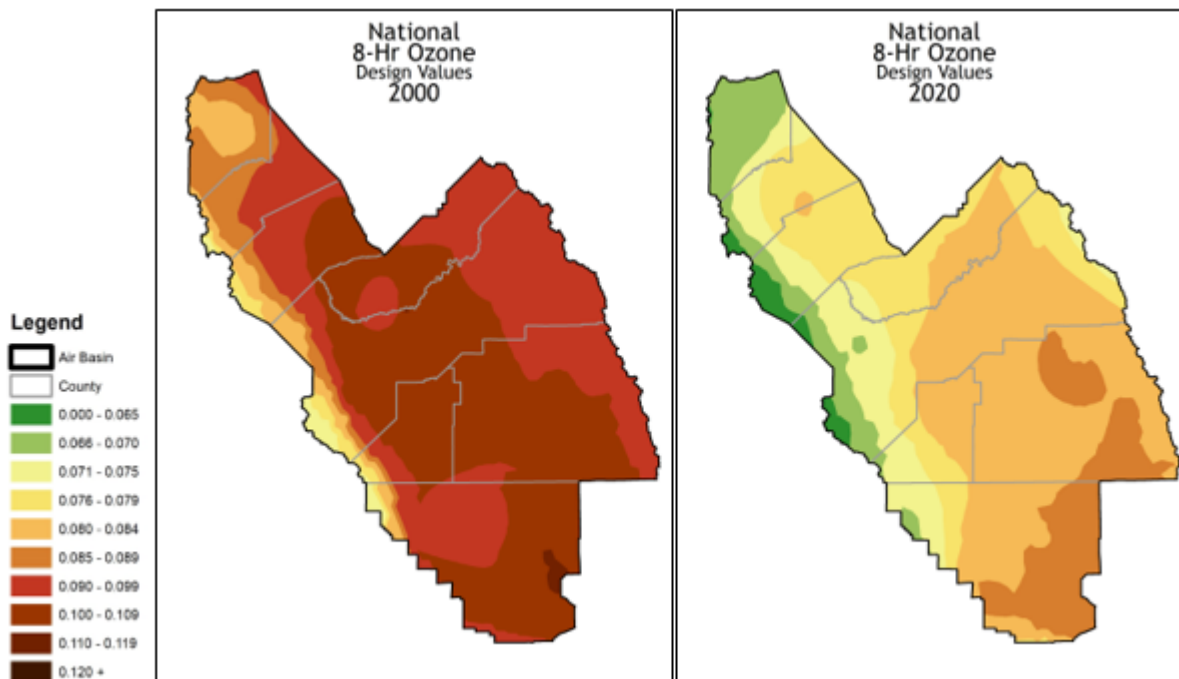 National
8-Hr Ozone
Design Values
2000
National
8-Hr Ozone
Design Values
2020
Legend
Air Basin
County
0.000 - 0.065
0.066 - 0.070
0.071 - 0.075
0.076 - 0.079
0.080 - 0.084
0.085 - 0.089
0.090 - 0.099
0.100 - 0.109
0.110 - 0.119
0.120 +